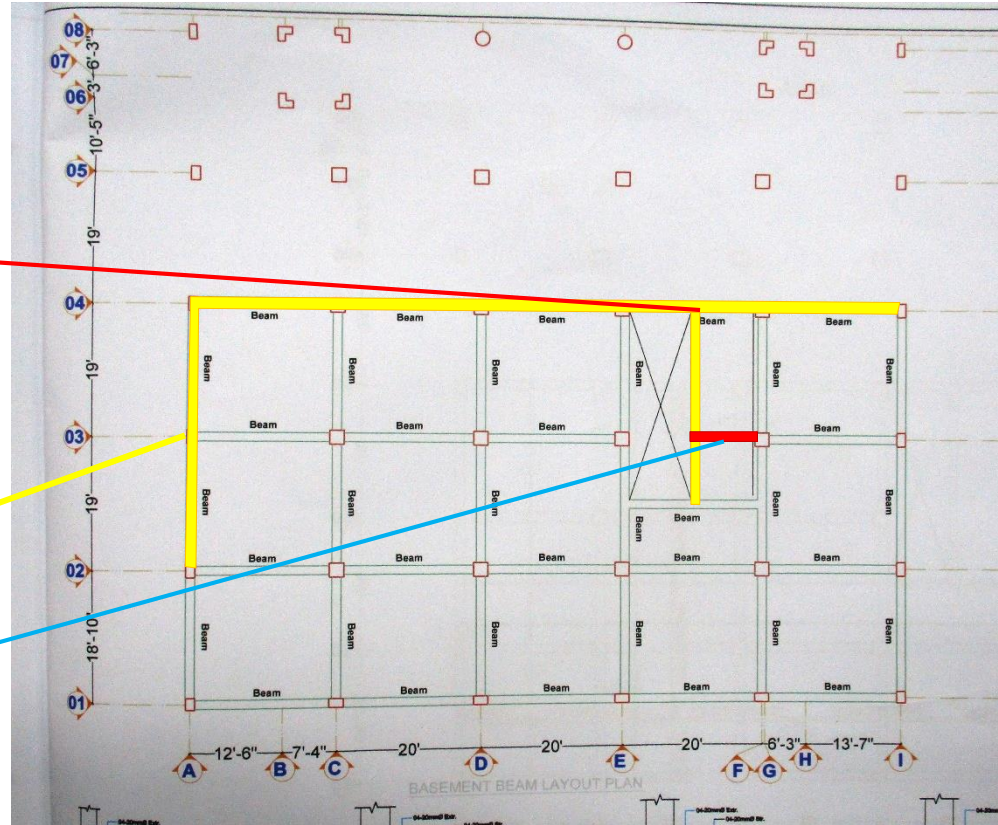 08
6'-3"
07
3'
06
10'-5"
05
19'
04
Beam Beam Beam Beam Beam
19'
Beam Beam Beam Beam Beam Beam
03
Beam Beam Beam Beam
19'
Beam Beam Beam Beam Beam Beam
Beam
02
Beam Beam Beam Beam Beam
18'-10"
Beam Beam Beam Beam Beam Beam
01
Beam Beam Beam Beam Beam
12'-6" 7'-4" 20' 20' 20' 6'-3" 13'-7"
A B C D E F G H I
BASEMENT BEAM LAYOUT PLAN